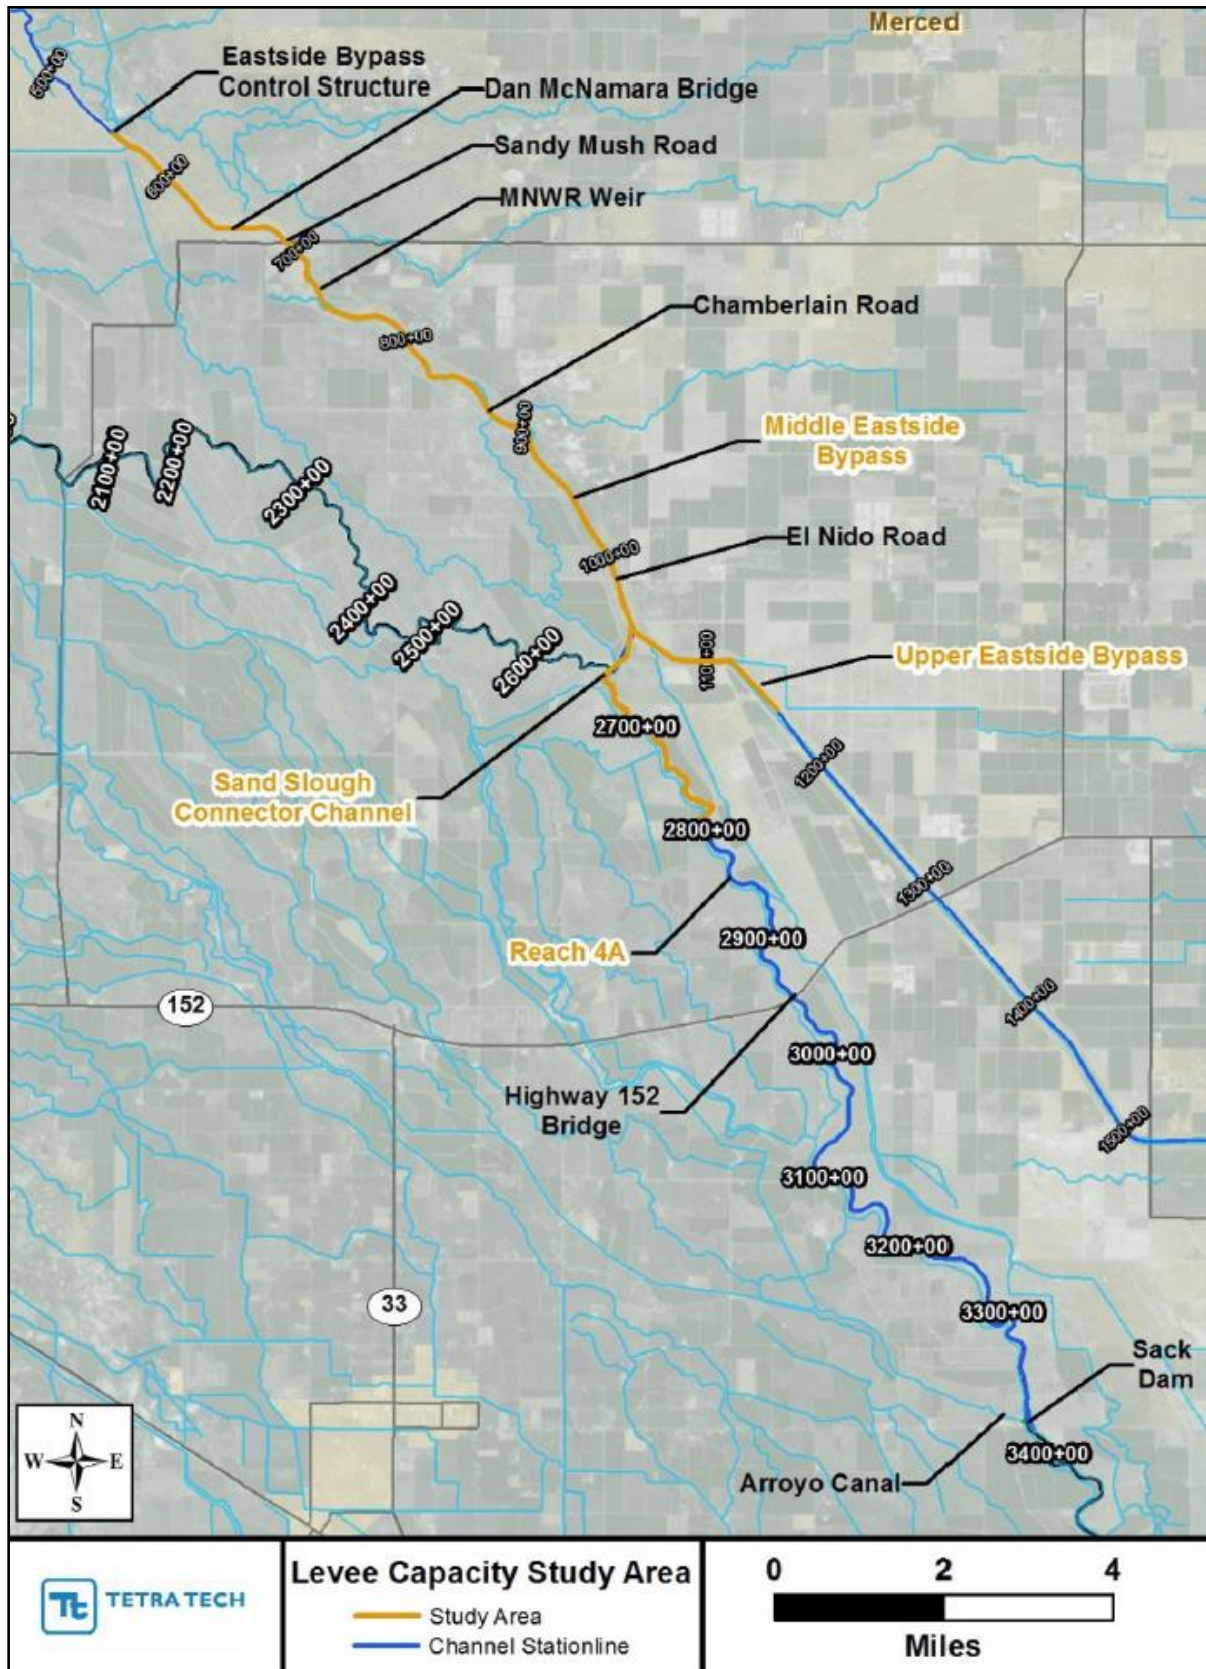 Merced
500+00
Eastside Bypass
Control Structure
Dan McNamara Bridge
600+00
Sandy Mush Road
MNWR Weir
700+00
Chamberlain Road
800+00
900+00
Middle Eastside
Bypass
2100+00
2200+00
2300+00
El Nido Road
1000+00
2400+00
2500+00
2600+00
1100+00
Upper Eastside Bypass
2700+00
1200+00
Sand Slough
Connector Channel
2800+00
1300+00
2900+00
Reach 4A
152
1400+00
3000+00
Highway 152
Bridge
1500+00
3100+00
3200+00
33
3300+00
Sack
Dam
N
W
E
S
3400+00
Arroyo Canal
Tt
TETRA TECH
Levee Capacity Study Area
Study Area
Channel Stationline
0
2
4
Miles